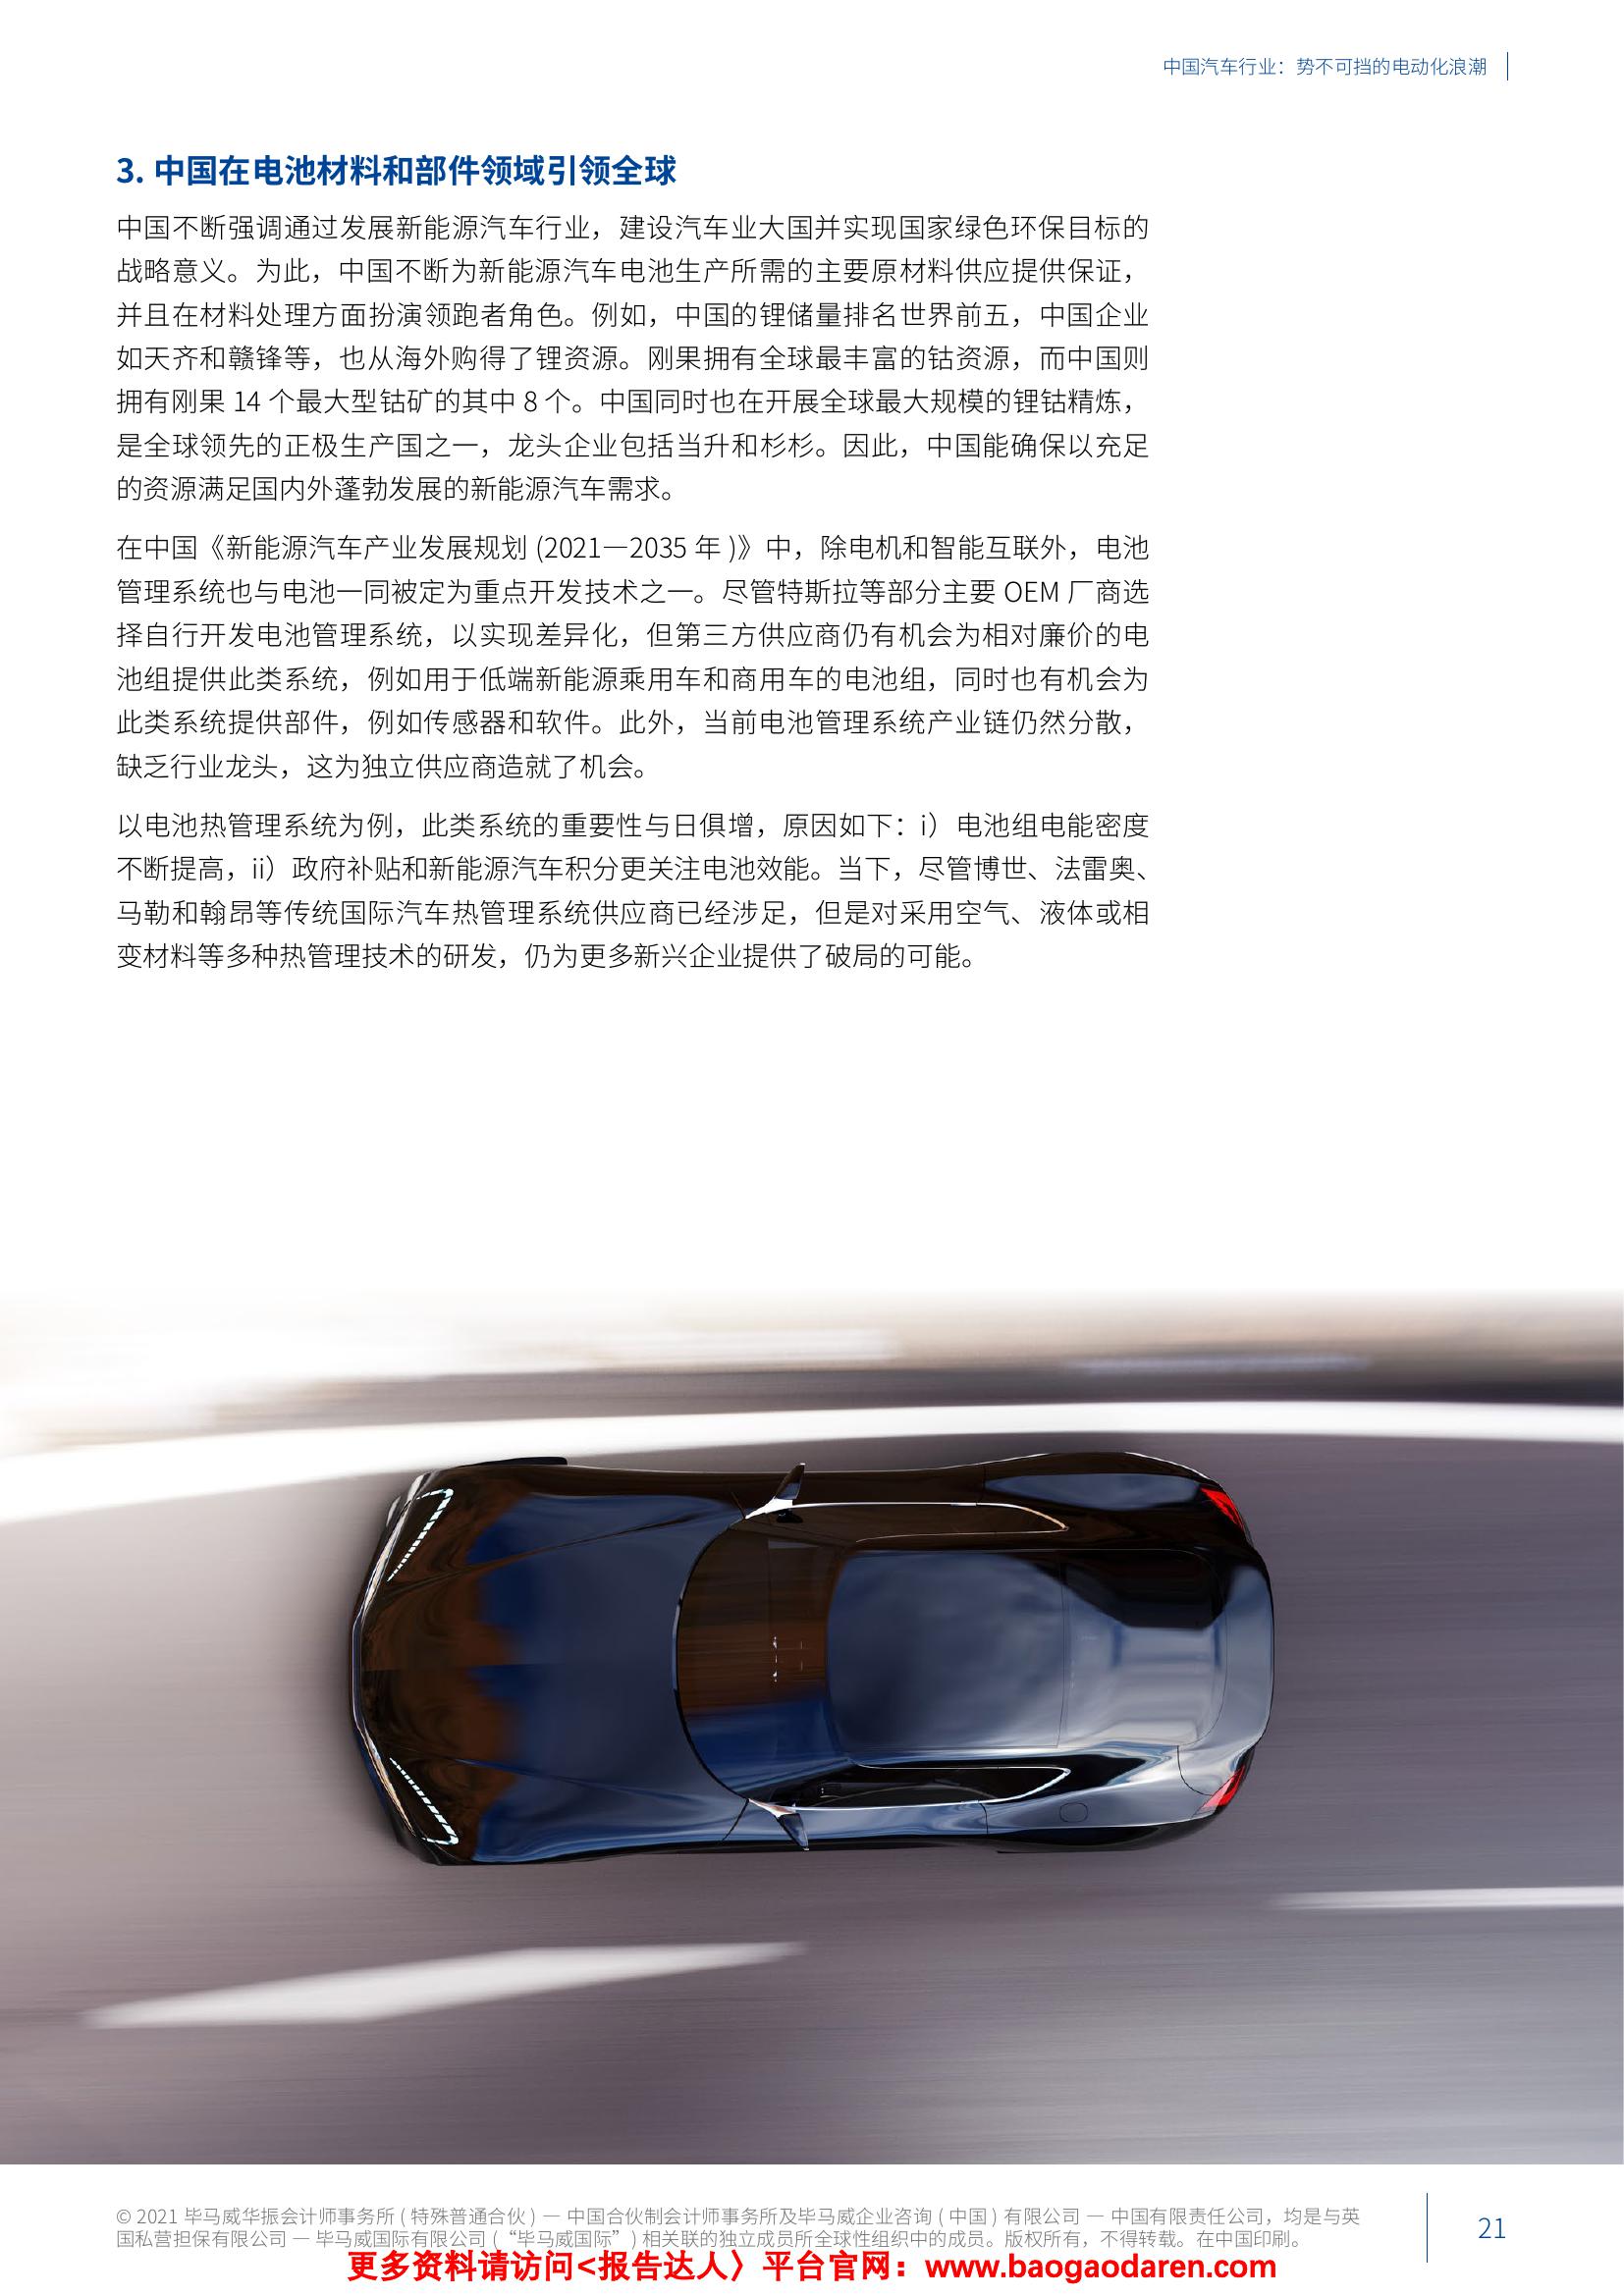 中国汽车行业：势不可挡的电动化浪潮
3. 中国在电池材料和部件领域引领全球
中国不断强调通过发展新能源汽车行业，建设汽车业大国并实现国家绿色环保目标的
战略意义。为此，中国不断为新能源汽车电池生产所需的主要原材料供应提供保证，
并且在材料处理方面扮演领跑者角色。例如，中国的锂储量排名世界前五，中国企业
如天齐和赣锋等，也从海外购得了锂资源。刚果拥有全球最丰富的钴资源，而中国则
拥有刚果 14 个最大型钴矿的其中 8 个。中国同时也在开展全球最大规模的锂钴精炼，
是全球领先的正极生产国之一，龙头企业包括当升和杉杉。因此，中国能确保以充足
的资源满足国内外蓬勃发展的新能源汽车需求。
在中国《新能源汽车产业发展规划 (2021—2035 年 )》中，除电机和智能互联外，电池
管理系统也与电池一同被定为重点开发技术之一。尽管特斯拉等部分主要 OEM 厂商选
择自行开发电池管理系统，以实现差异化，但第三方供应商仍有机会为相对廉价的电
池组提供此类系统，例如用于低端新能源乘用车和商用车的电池组，同时也有机会为
此类系统提供部件，例如传感器和软件。此外，当前电池管理系统产业链仍然分散，
缺乏行业龙头，这为独立供应商造就了机会。
以电池热管理系统为例，此类系统的重要性与日俱增，原因如下：i）电池组电能密度
不断提高，ii）政府补贴和新能源汽车积分更关注电池效能。当下，尽管博世、法雷奥、
马勒和翰昂等传统国际汽车热管理系统供应商已经涉足，但是对采用空气、液体或相
变材料等多种热管理技术的研发，仍为更多新兴企业提供了破局的可能。
© 2021 毕马威华振会计师事务所 ( 特殊普通合伙 ) — 中国合伙制会计师事务所及毕马威企业咨询 ( 中国 ) 有限公司 — 中国有限责任公司，均是与英
国私营担保有限公司 — 毕马威国际有限公司 (“毕马威国际”) 相关联的独立成员所全球性组织中的成员。版权所有，不得转载。在中国印刷。
21
更多资料请访问<报告达人〉平台官网：www.baogaodaren.com